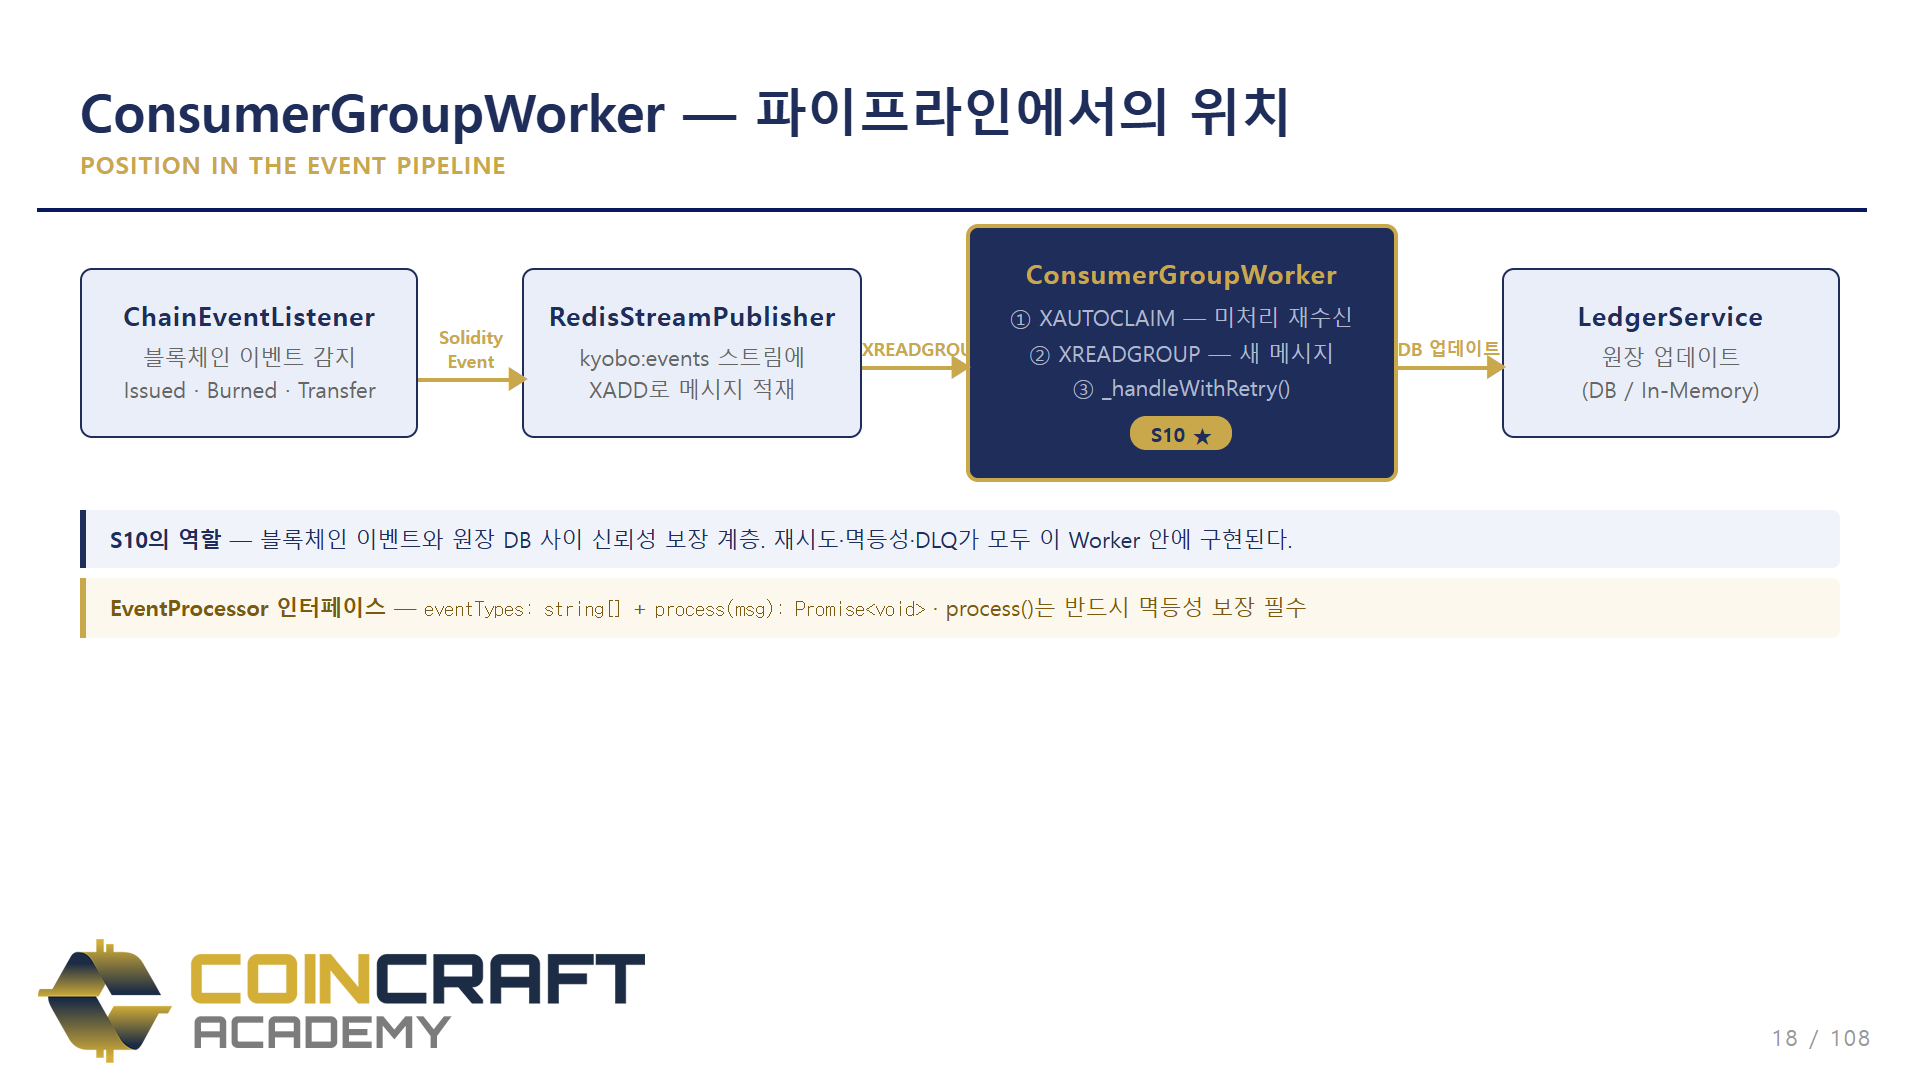 ConsumerGroupWorker — 파이프라인에서의 위치
POSITION IN THE EVENT PIPELINE
ChainEventListener
블록체인 이벤트 감지
Issued · Burned · Transfer
Solidity
Event
RedisStreamPublisher
kyobo:events 스트림에
XADD로 메시지 적재
XREADGROU
ConsumerGroupWorker
① XAUTOCLAIM — 미처리 재수신
② XREADGROUP — 새 메시지
③ _handleWithRetry()
S10 ★
DB 업데이트
LedgerService
원장 업데이트
(DB / In-Memory)
S10의 역할 — 블록체인 이벤트와 원장 DB 사이 신뢰성 보장 계층. 재시도·멱등성·DLQ가 모두 이 Worker 안에 구현된다.
EventProcessor 인터페이스 — eventTypes: string[] + process(msg): Promise<void> · process()는 반드시 멱등성 보장 필수
COINCRAFT
ACADEMY
18 / 108